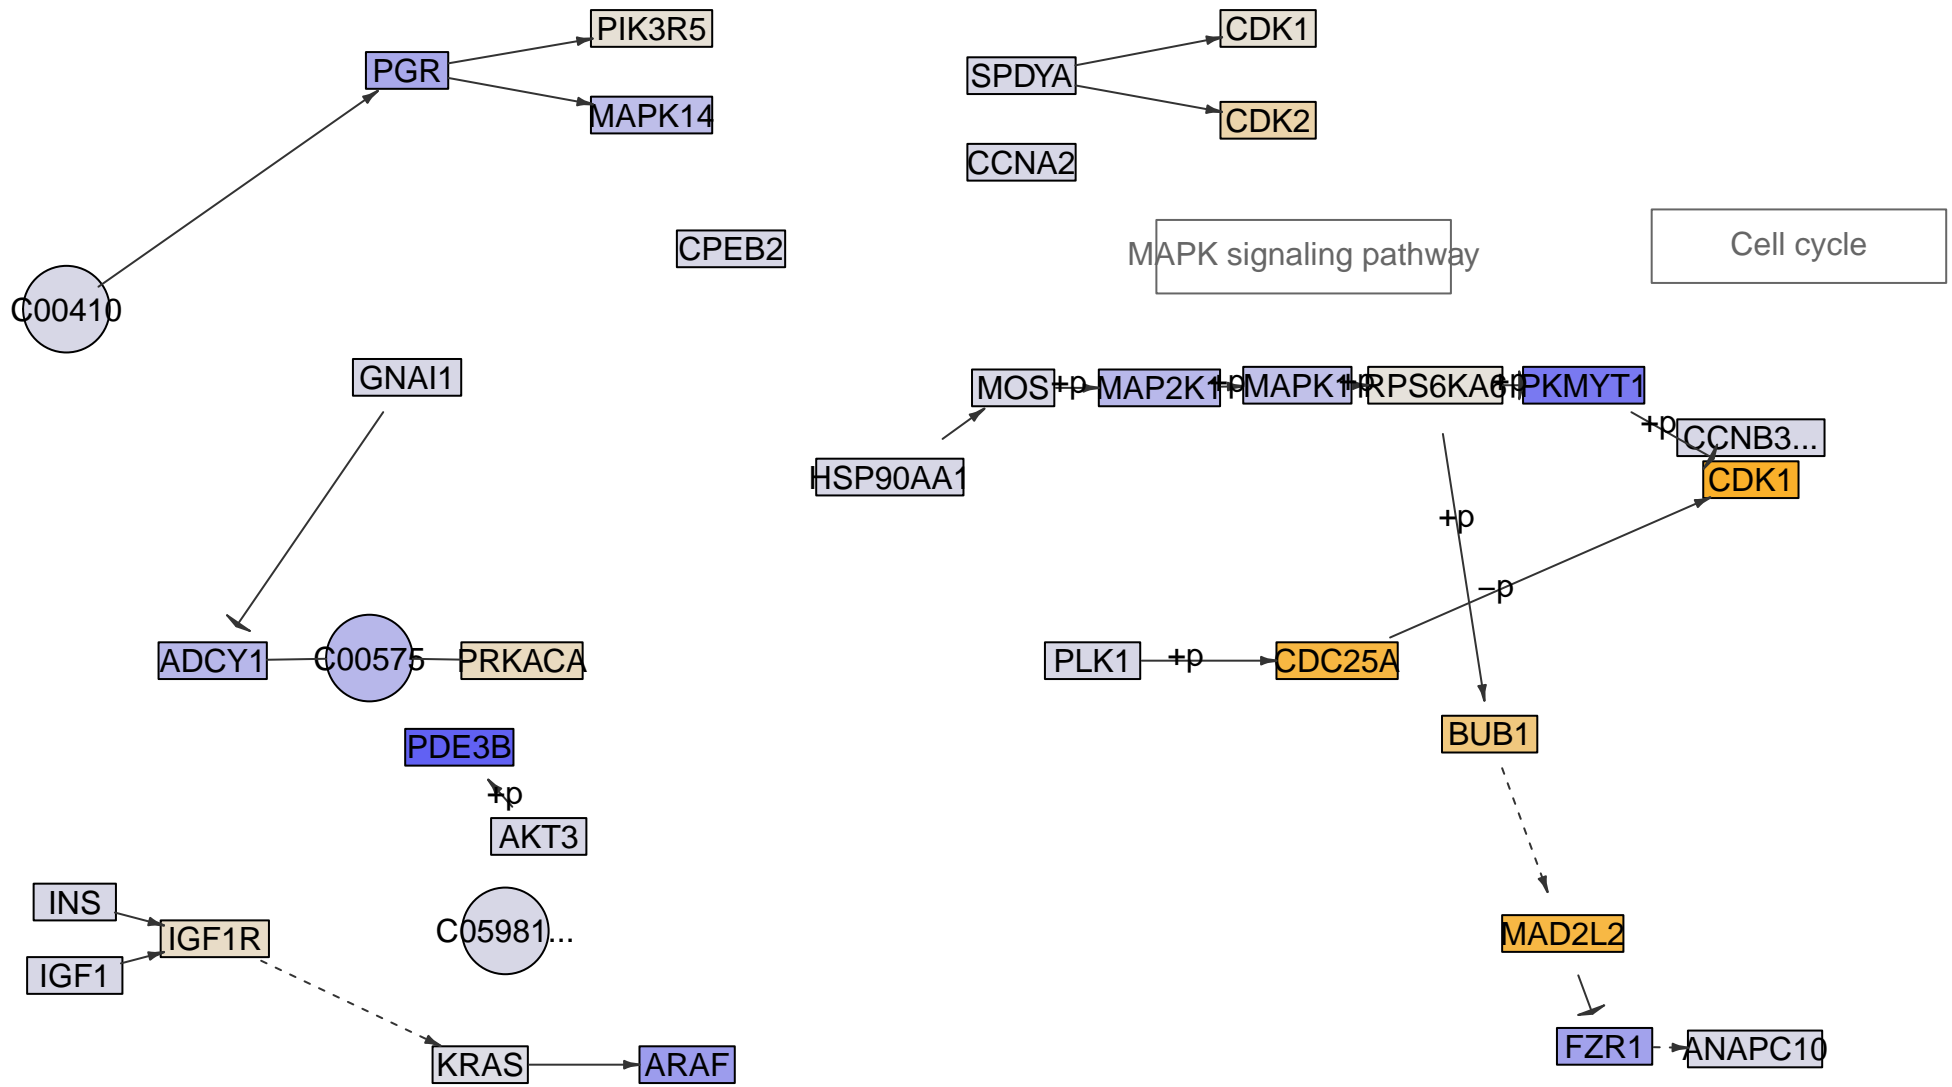 PIK3R5
CDK1
PGR
SPDYA
MAPK14
CDK2
CCNA2
CPEB2
MAPK signaling pathway
Cell cycle
C00410
GNAI1
MOS
+p
MAP2K1
+p
MAPK1
+p
RPS6KA6
+p
PKMYT1
+p
CCNB3...
HSP90AA1
CDK1
+p
−p
ADCY1
C00575
PRKACA
PLK1
+p
CDC25A
PDE3B
BUB1
+p
AKT3
INS
IGF1R
C05981...
MAD2L2
IGF1
KRAS
ARAF
FZR1
ANAPC10